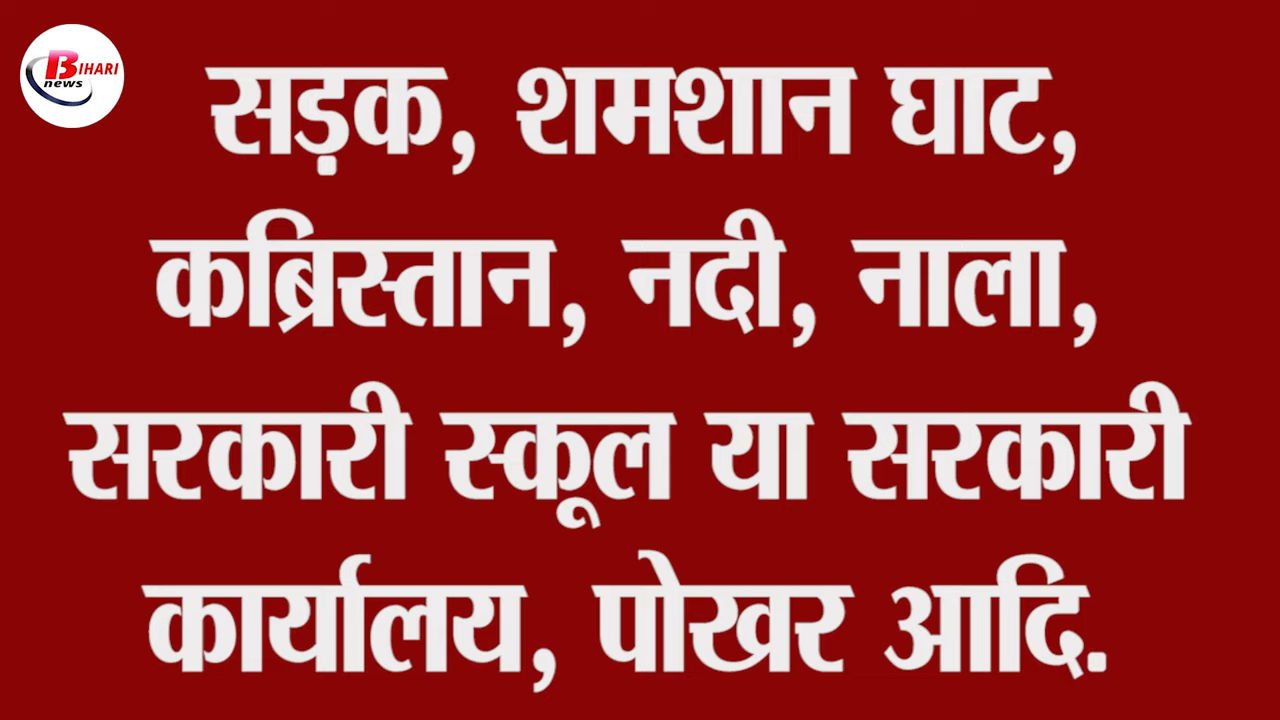 BIHARI
news
सड़क, शमशान घाट,
कब्रिस्तान, नदी, नाला,
सरकारी स्कूल या सरकारी
कार्यालय, पोखर आदि.